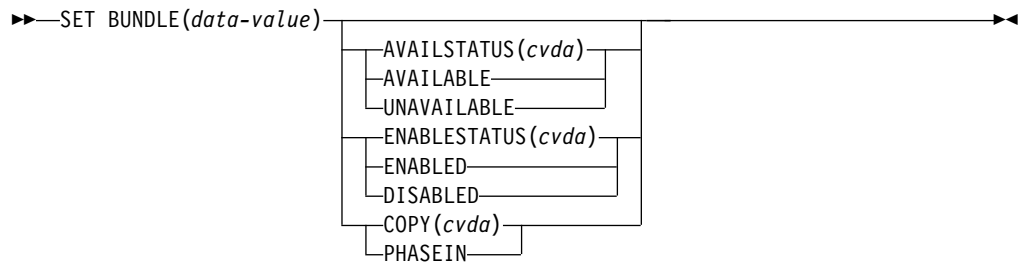 SET BUNDLE(data-value)
AVAILSTATUS(cvda)
AVAILABLE
UNAVAILABLE
ENABLESTATUS(cvda)
ENABLED
DISABLED
COPY(cvda)
PHASEIN